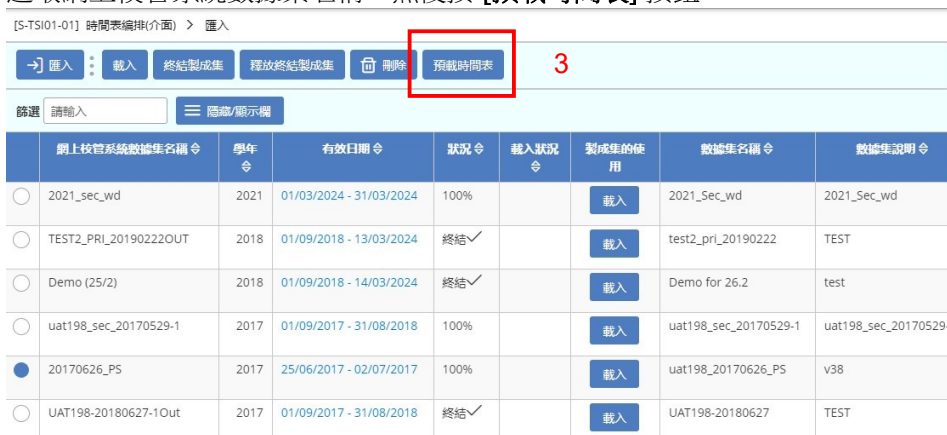 [S-TSI01-01] 時間表編排(介面) > 匯入
匯入 載入 終結製成集 釋放終結製成集 刪除 預載時間表 3
篩選 請輸入 隱藏/顯示欄
網上校管系統數據集名稱 學年 有效日期 狀況 載入狀況 製成集的使用 數據集名稱 數據集說明
2021_sec_wd 2021 01/03/2024 - 31/03/2024 100% 載入 2021_Sec_wd 2021_Sec_wd
TEST2_PRI_20190222OUT 2018 01/09/2018 - 13/03/2024 終結✓ 載入 test2_pri_20190222 TEST
Demo (25/2) 2018 01/09/2018 - 14/03/2024 終結✓ 載入 Demo for 26.2 test
uat198_sec_20170529-1 2017 01/09/2017 - 31/08/2018 100% 載入 uat198_sec_20170529-1 uat198_sec_20170529
20170626_PS 2017 25/06/2017 - 02/07/2017 100% 載入 uat198_20170626_PS v38
UAT198-20180627-1Out 2017 01/09/2017 - 31/08/2018 終結✓ 載入 UAT198-20180627 TEST